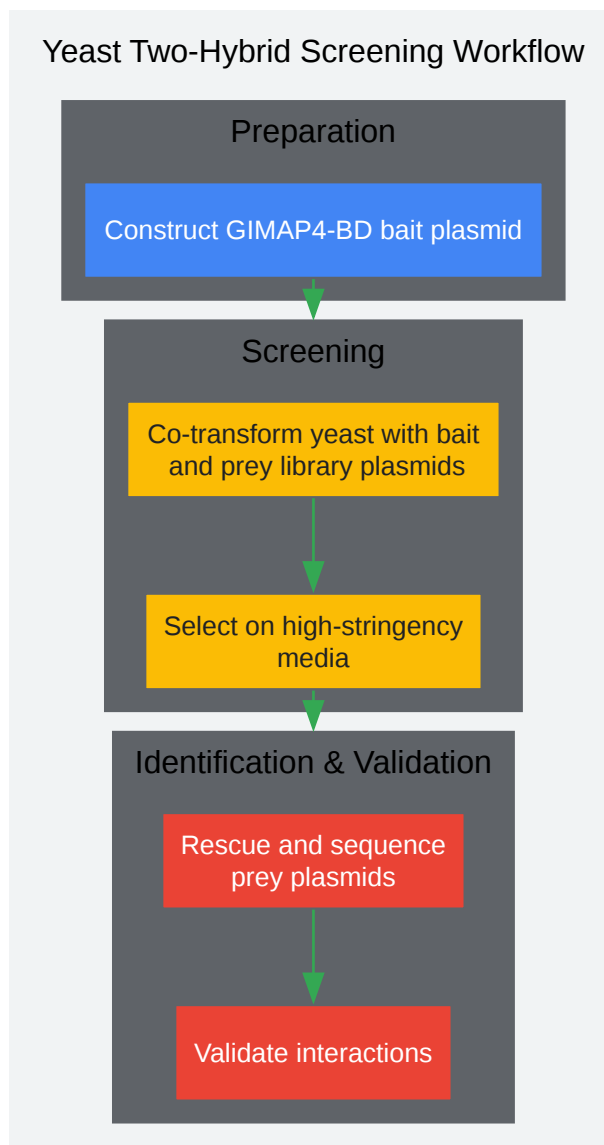 Yeast Two-Hybrid Screening Workflow
Preparation
Construct GIMAP4-BD bait plasmid
Screening
Co-transform yeast with bait
and prey library plasmids
Select on high-stringency
media
Identification & Validation
Rescue and sequence
prey plasmids
Validate interactions